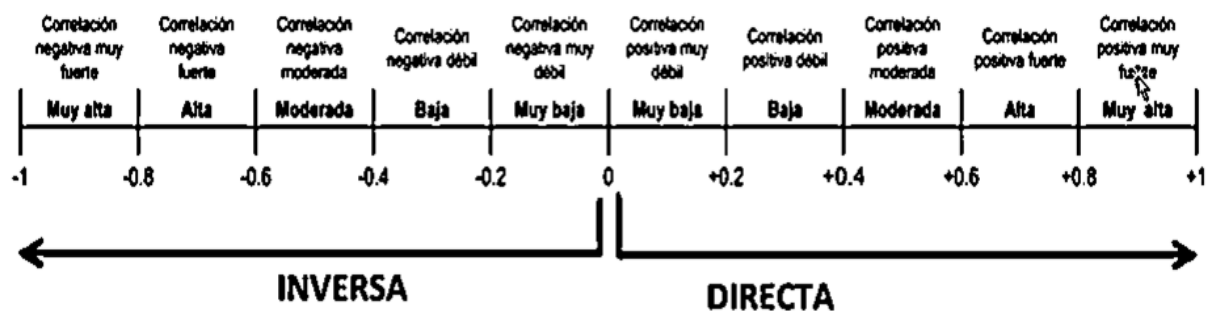 Correlación
negativa muy
fuerte
Correlación
negativa
fuerte
Correlación
negativa
moderada
Correlación
negativa débil
Correlación
negativa muy
débil
Correlación
positiva muy
débil
Correlación
positiva débil
Correlación
positiva
moderada
Correlación
positiva fuerte
Correlación
positiva muy
fuerte
Muy alta Alta Moderada Baja Muy baja Muy baja Baja Moderada Alta Muy alta
-1 -0.8 -0.6 -0.4 -0.2 0 +0.2 +0.4 +0.6 +0.8 +1
INVERSA
DIRECTA